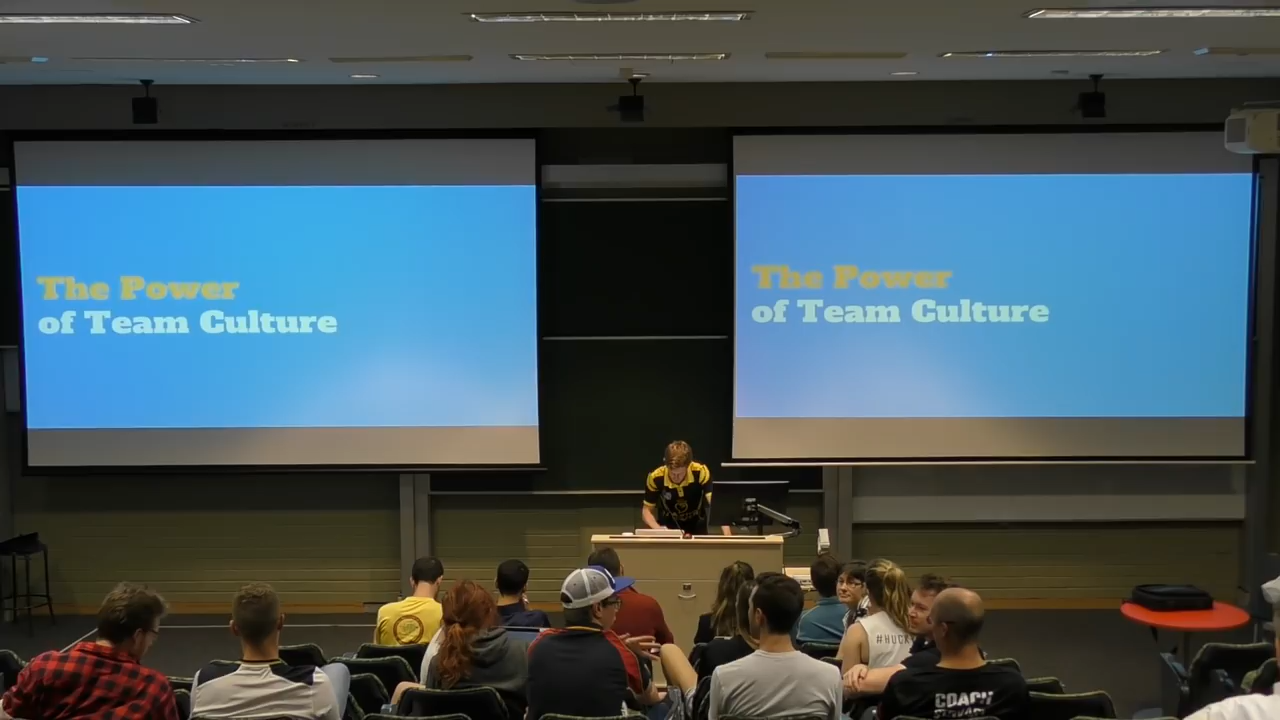 The Power
of Team Culture
The Power
of Team Culture
#HUCK
COACH